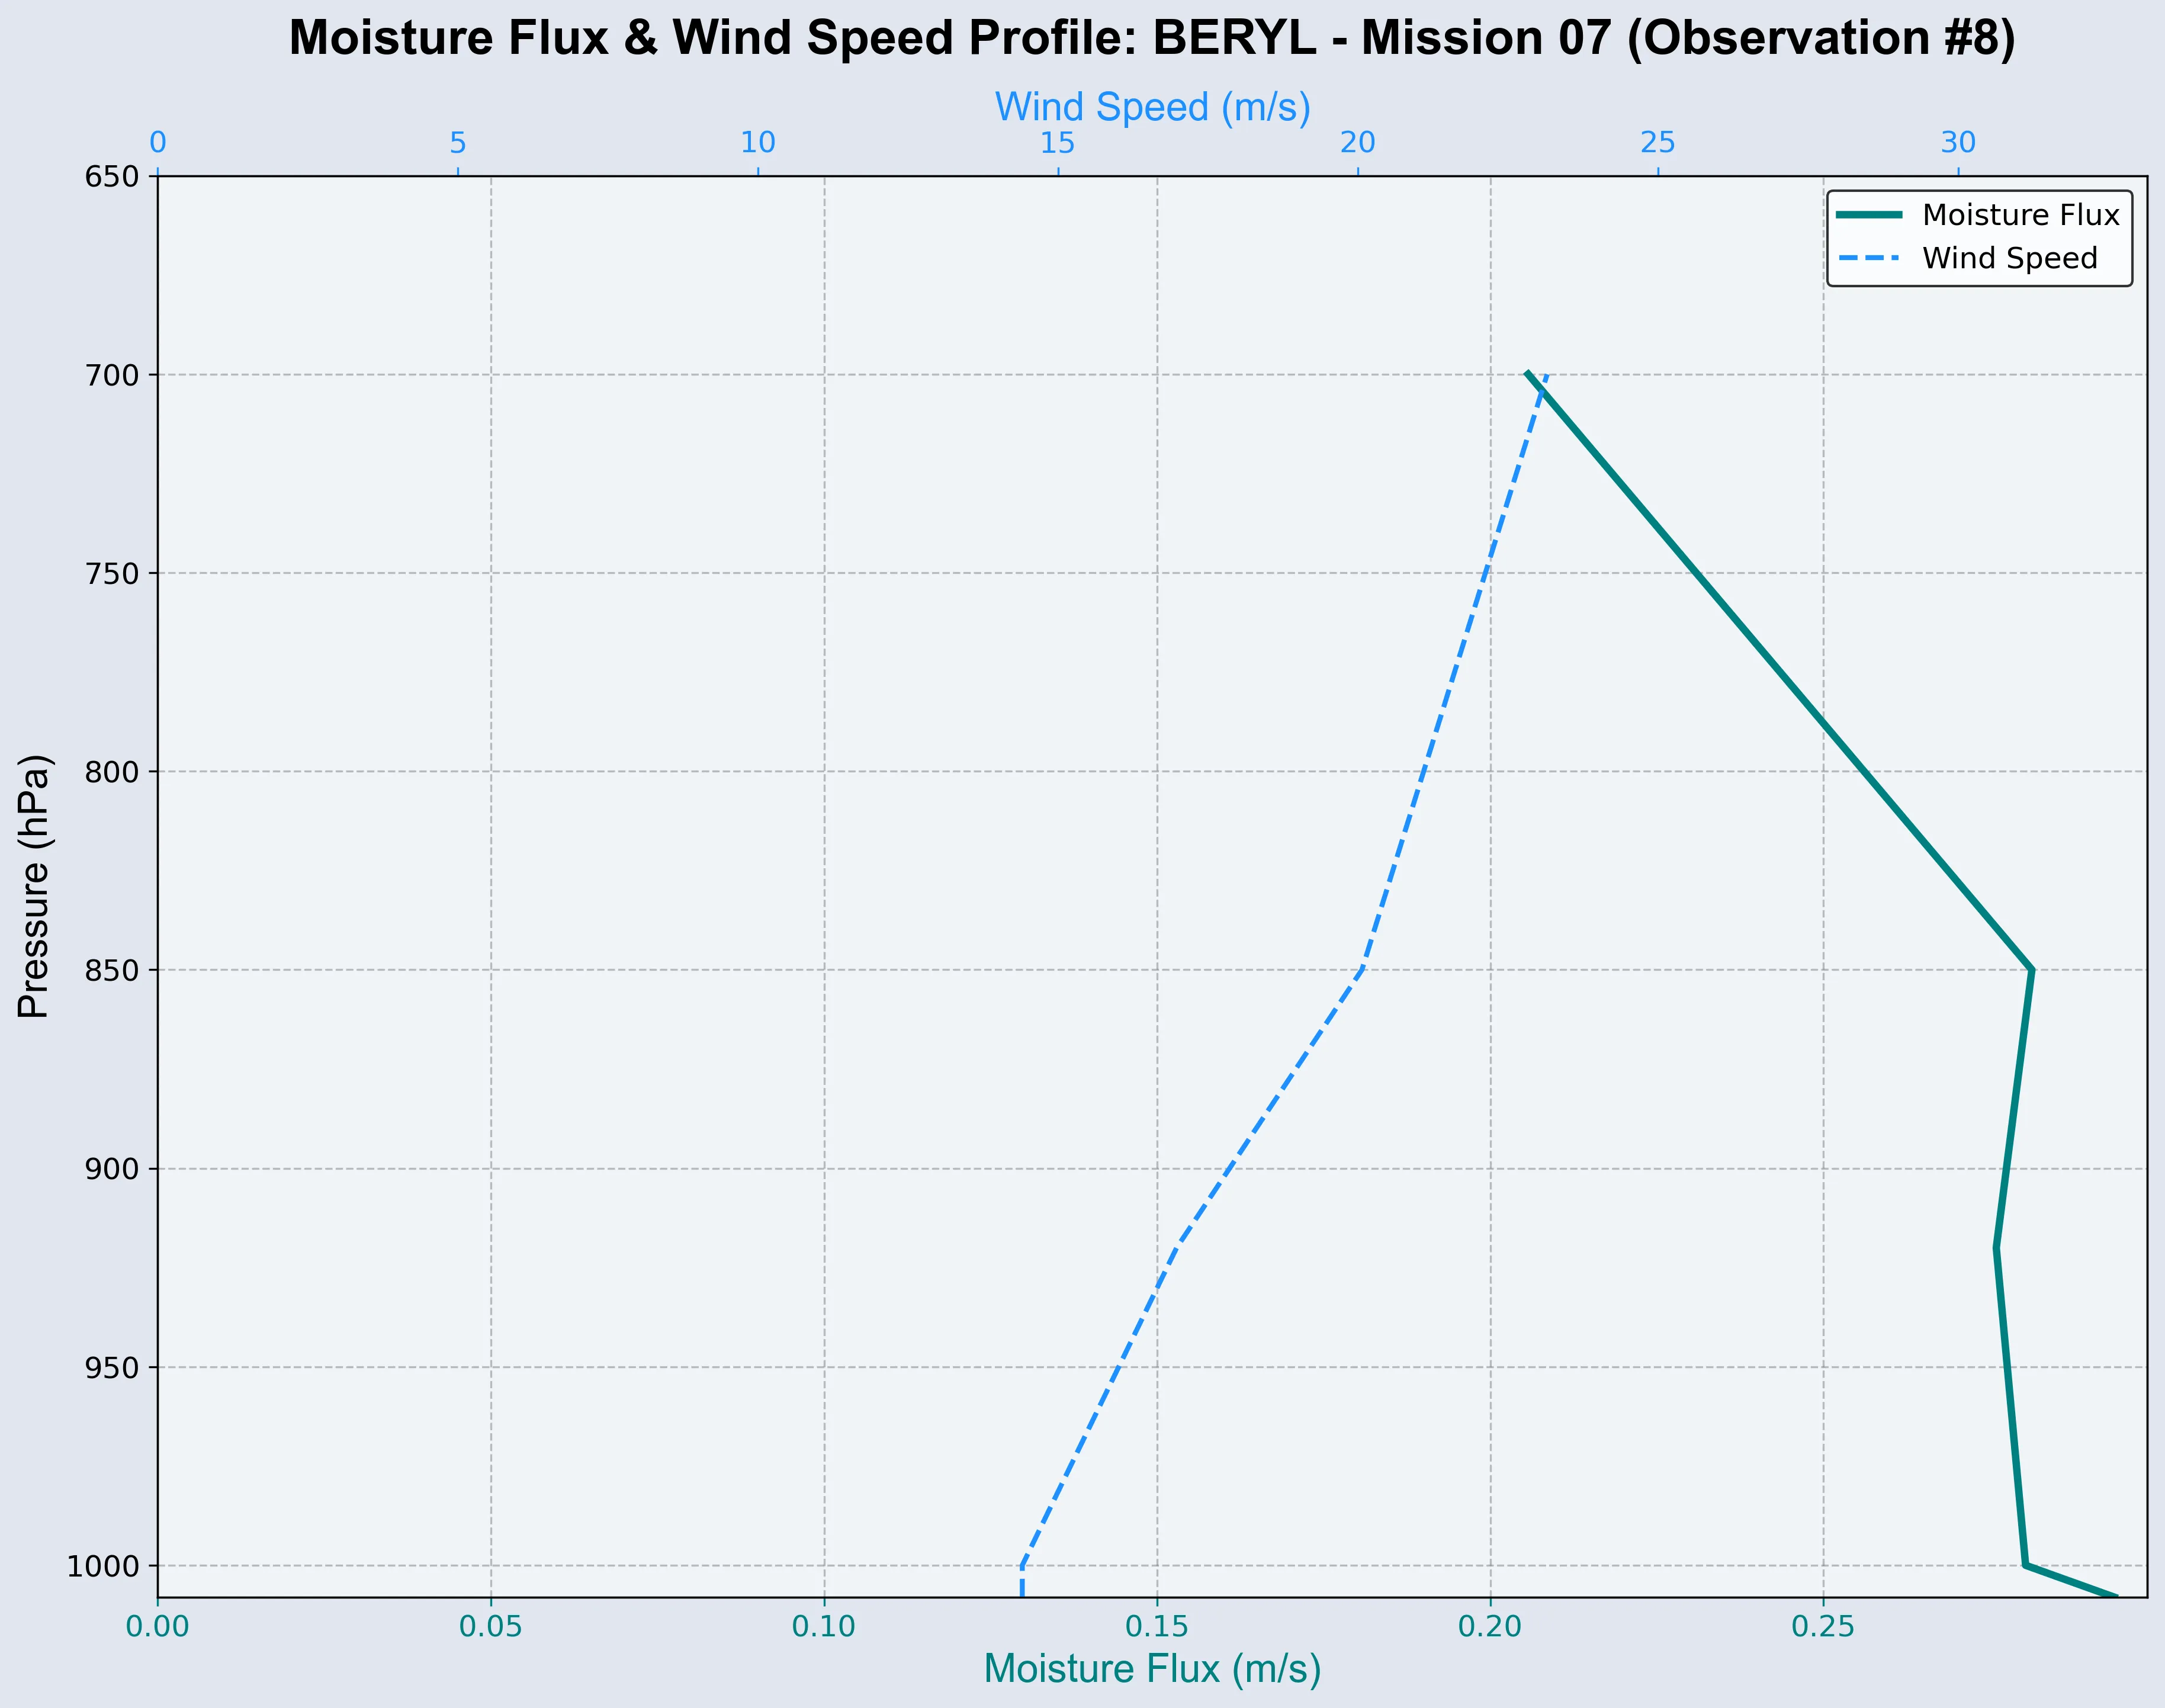 Moisture Flux & Wind Speed Profile: BERYL - Mission 07 (Observation #8)
Wind Speed (m/s)
0 5 10 15 20 25 30
Moisture Flux
Wind Speed
650
700
750
800
850
900
950
1000
Pressure (hPa)
0.00 0.05 0.10 0.15 0.20 0.25
Moisture Flux (m/s)